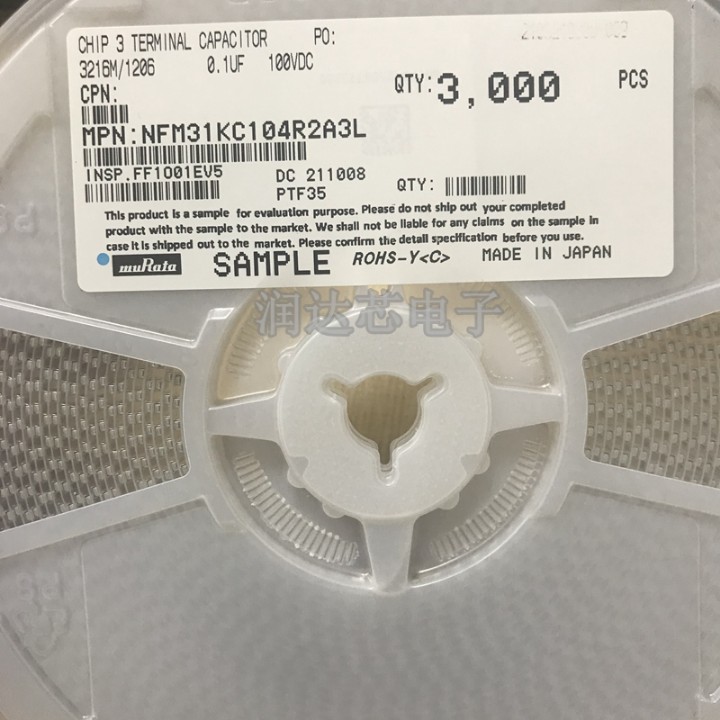 CHIP 3 TERMINAL CAPACITOR PO:
3216M/1206 0.1UF 100VDC
CPN:
QTY: 3,000 PCS
MPN:NFM31KC104R2A3L
INSP.FF1001EV5 DC 211008
PTF35 QTY:
This product is a sample for evaluation purpose. Please do not ship out your completed
product with the sample to the market. We shall not be liable for any claims on the sample in
case it is shipped out to the market. Please confirm the detail specification before you use.
muRata SAMPLE ROHS-Y<C> MADE IN JAPAN
润达芯电子